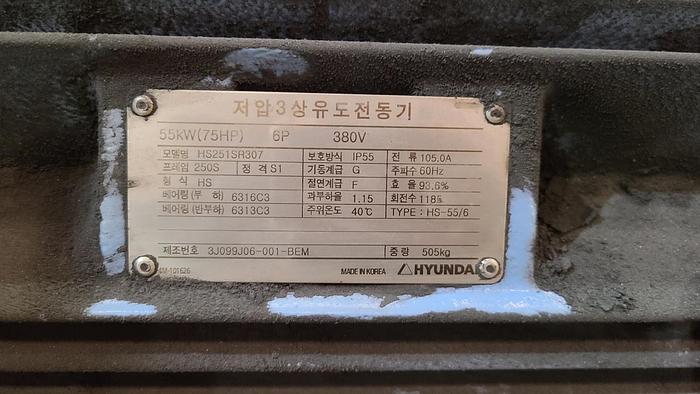 저압3상유도전동기
55kW(75HP) 6P 380V
모델명 HS251SR307 보호방식 IP55 전 류 105.0A
프레임 250S 정 격 S1 기동계급 G 주파수 60Hz
형 식 HS 절연계급 F 효 율 93.6%
베어링(부 하) 6316C3 과부하율 1.15 회전수
베어링(반부하) 6313C3 주위온도 40℃ TYPE: HS-55/6
제조번호 3J099J06-001-BEM 중 량 505kg
MADE IN KOREA HYUNDAI